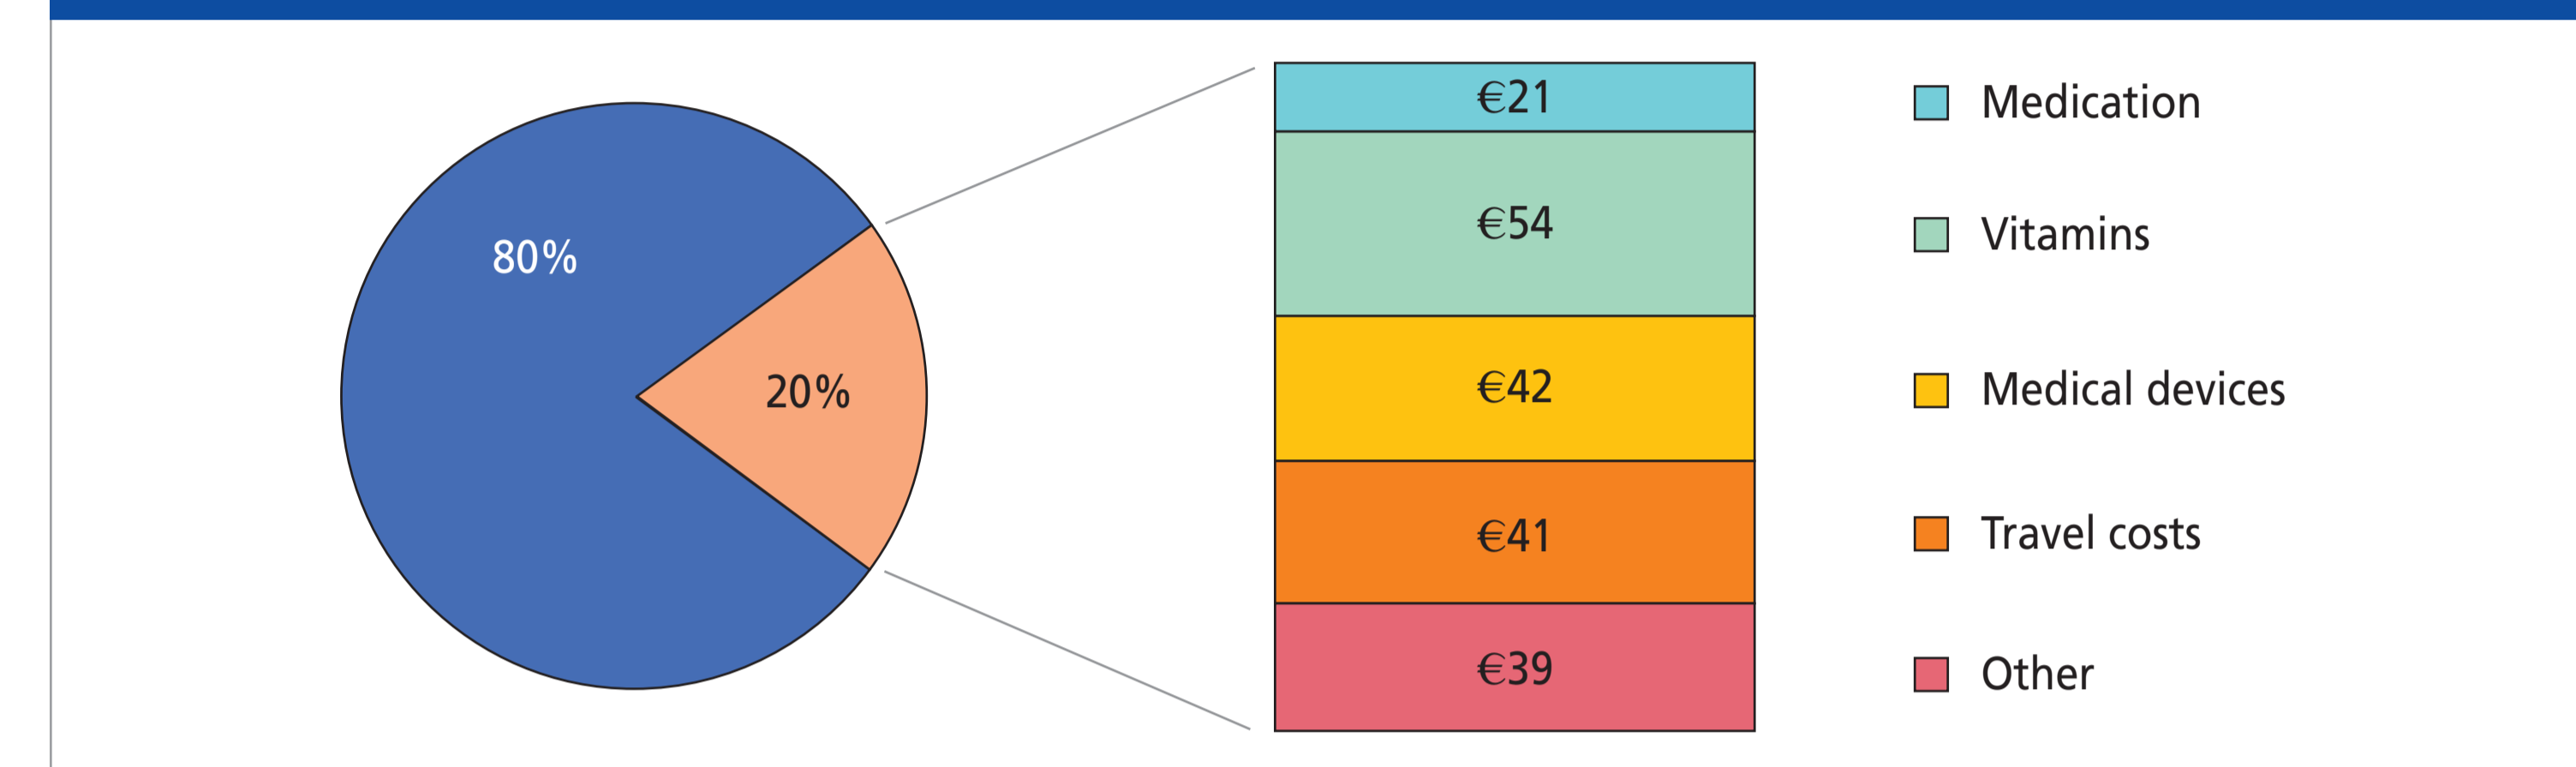 80%
20%
€21
€54
€42
€41
€39
Medication
Vitamins
Medical devices
Travel costs
Other